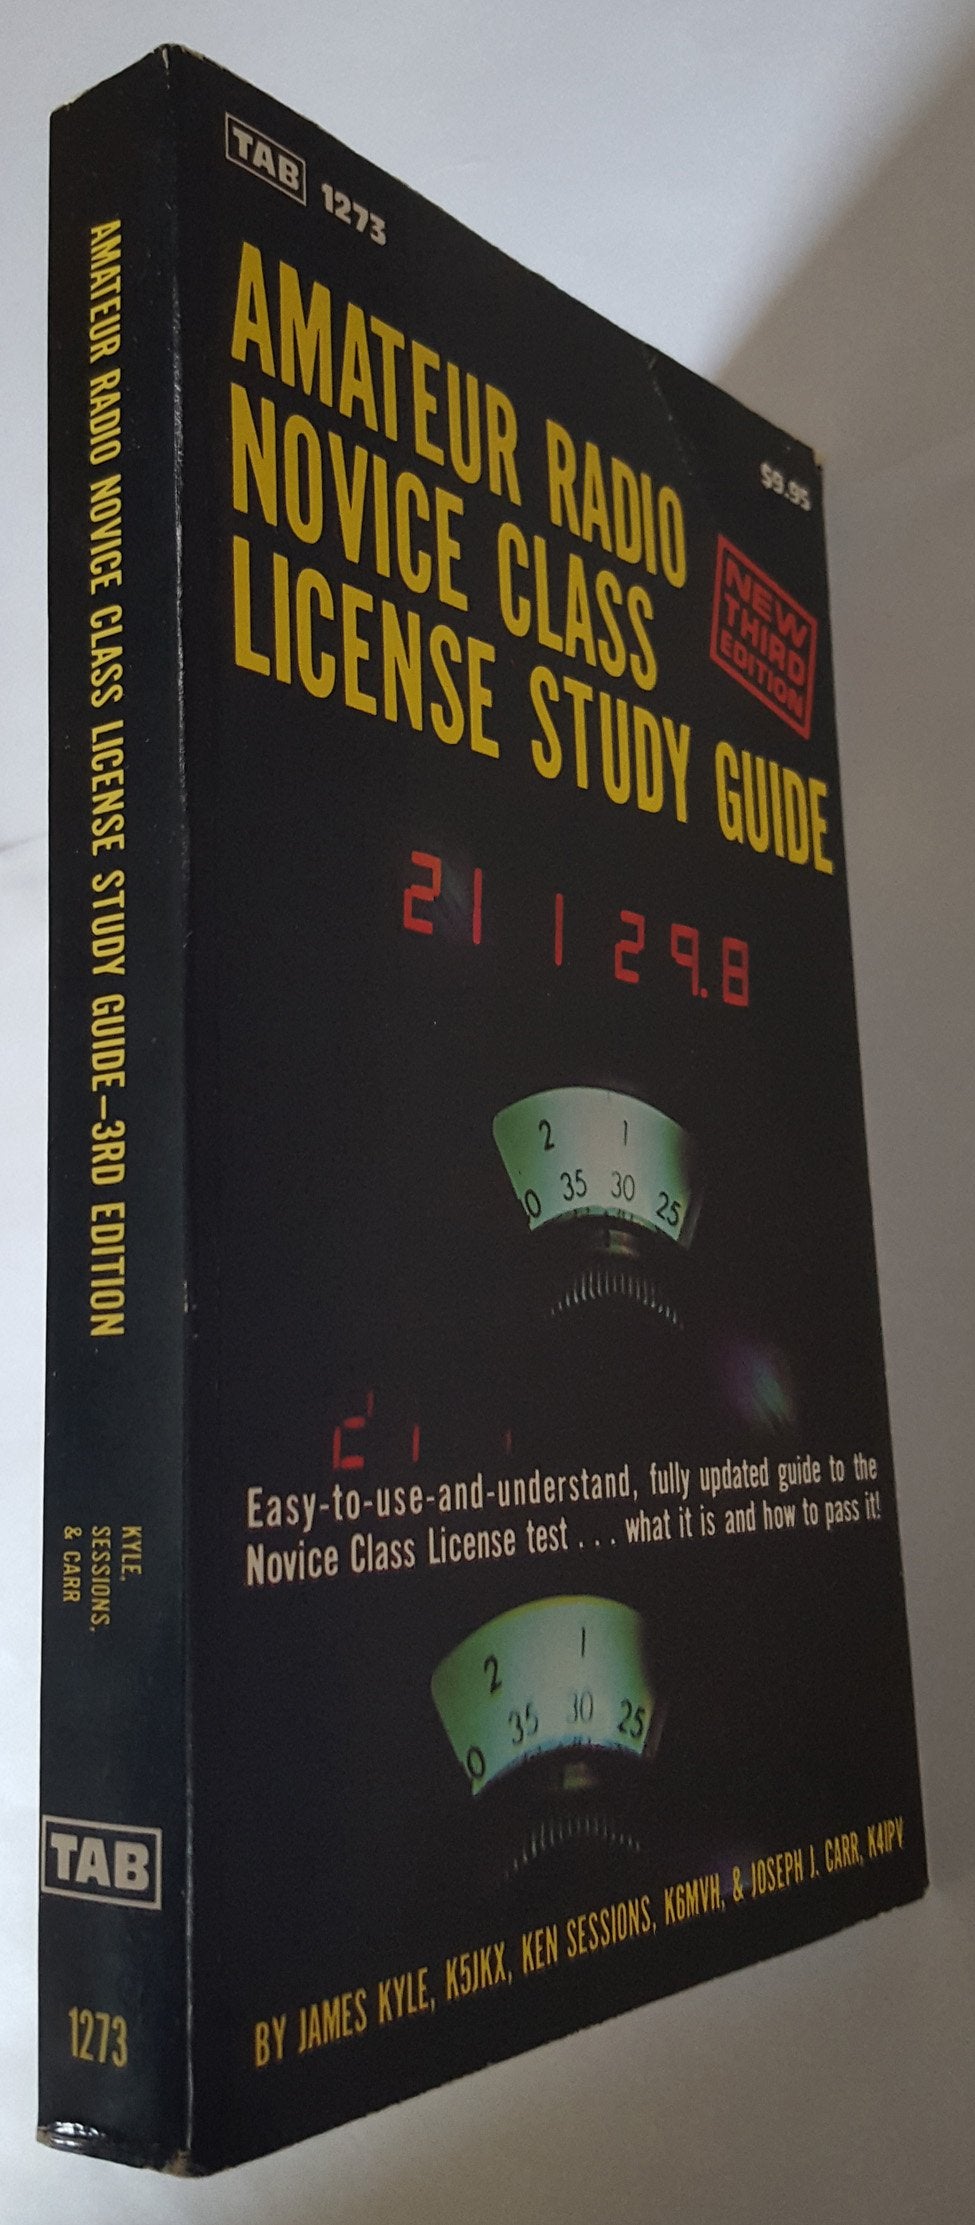 AMATEUR RADIO NOVICE CLASS LICENSE STUDY GUIDE—3RD EDITION
KYLE,
SESSIONS,
& CARR
TAB
1273
TAB 1273
$9.95
AMATEUR RADIO
NOVICE CLASS
LICENSE STUDY GUIDE
NEW
THIRD
EDITION
21 129.8
2 1
0 35 30 25
21
Easy-to-use-and-understand, fully updated guide to the
Novice Class License test . . . what it is and how to pass it!
2 1
0 35 30 25
BY JAMES KYLE, K5JKX, KEN SESSIONS, K6MVH, & JOSEPH J. CARR, K4IPV